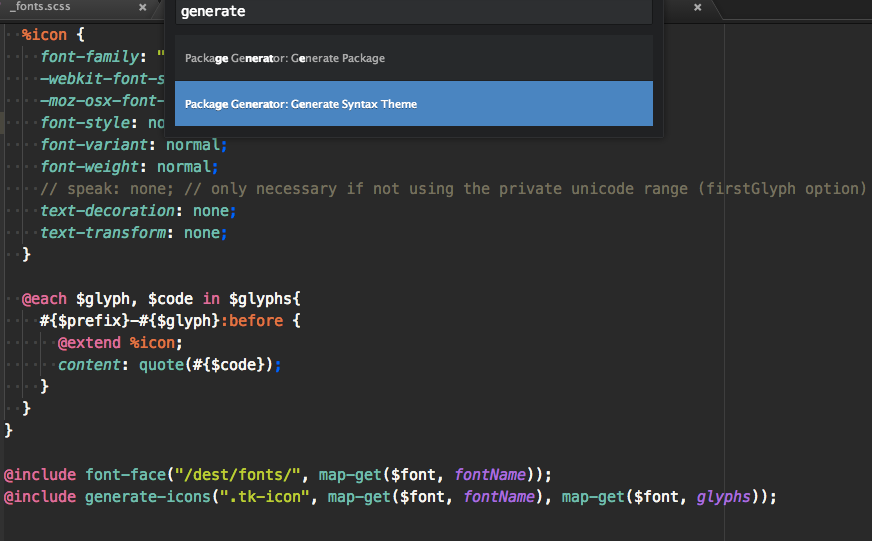 _fonts.scss
generate
Package Generator: Generate Package
Package Generator: Generate Syntax Theme
%icon {
font-family: "
-webkit-font-s
-moz-osx-font-
font-style: no
font-variant: normal;
font-weight: normal;
// speak: none; // only necessary if not using the private unicode range (firstGlyph option)
text-decoration: none;
text-transform: none;
}
@each $glyph, $code in $glyphs{
#{$prefix}-#{$glyph}:before {
@extend %icon;
content: quote(#{$code});
}
}
}
@include font-face("/dest/fonts/", map-get($font, fontName));
@include generate-icons(".tk-icon", map-get($font, fontName), map-get($font, glyphs));